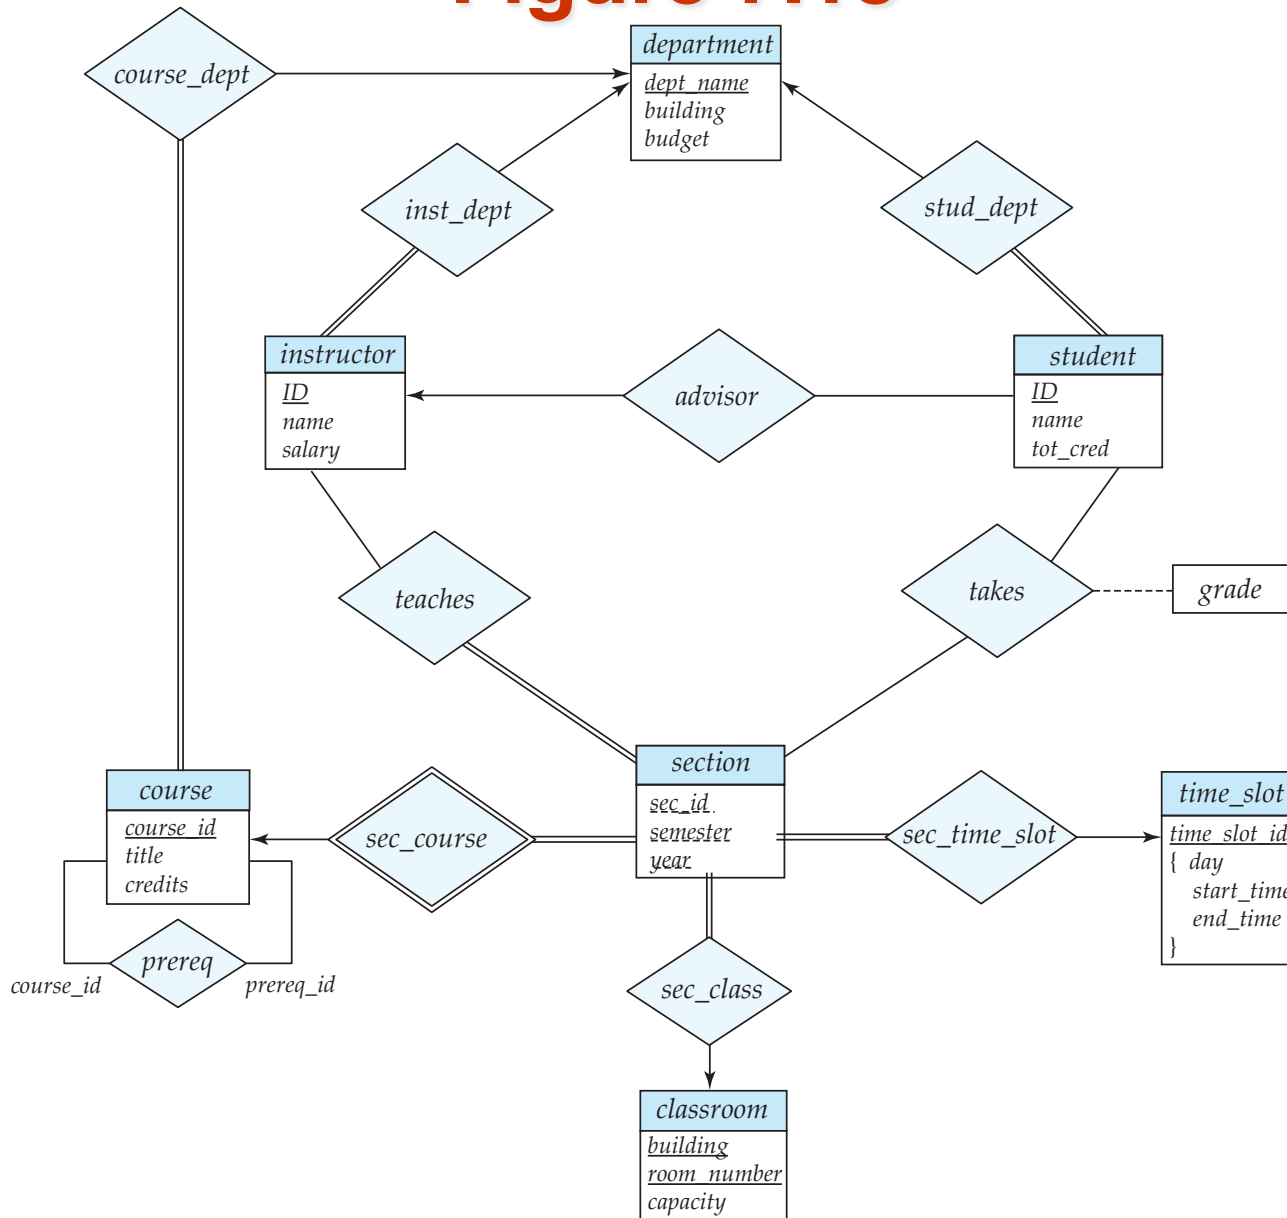 department
course_dept
dept_name
building
budget
inst_dept
stud_dept
instructor
ID
name
salary
advisor
student
ID
name
tot_cred
teaches
takes
grade
section
sec_id
semester
year
course
course_id
title
credits
sec_course
sec_time_slot
time_slot
time_slot_id
{ day
start_time
end_time
}
prereq
course_id
prereq_id
sec_class
classroom
building
room_number
capacity